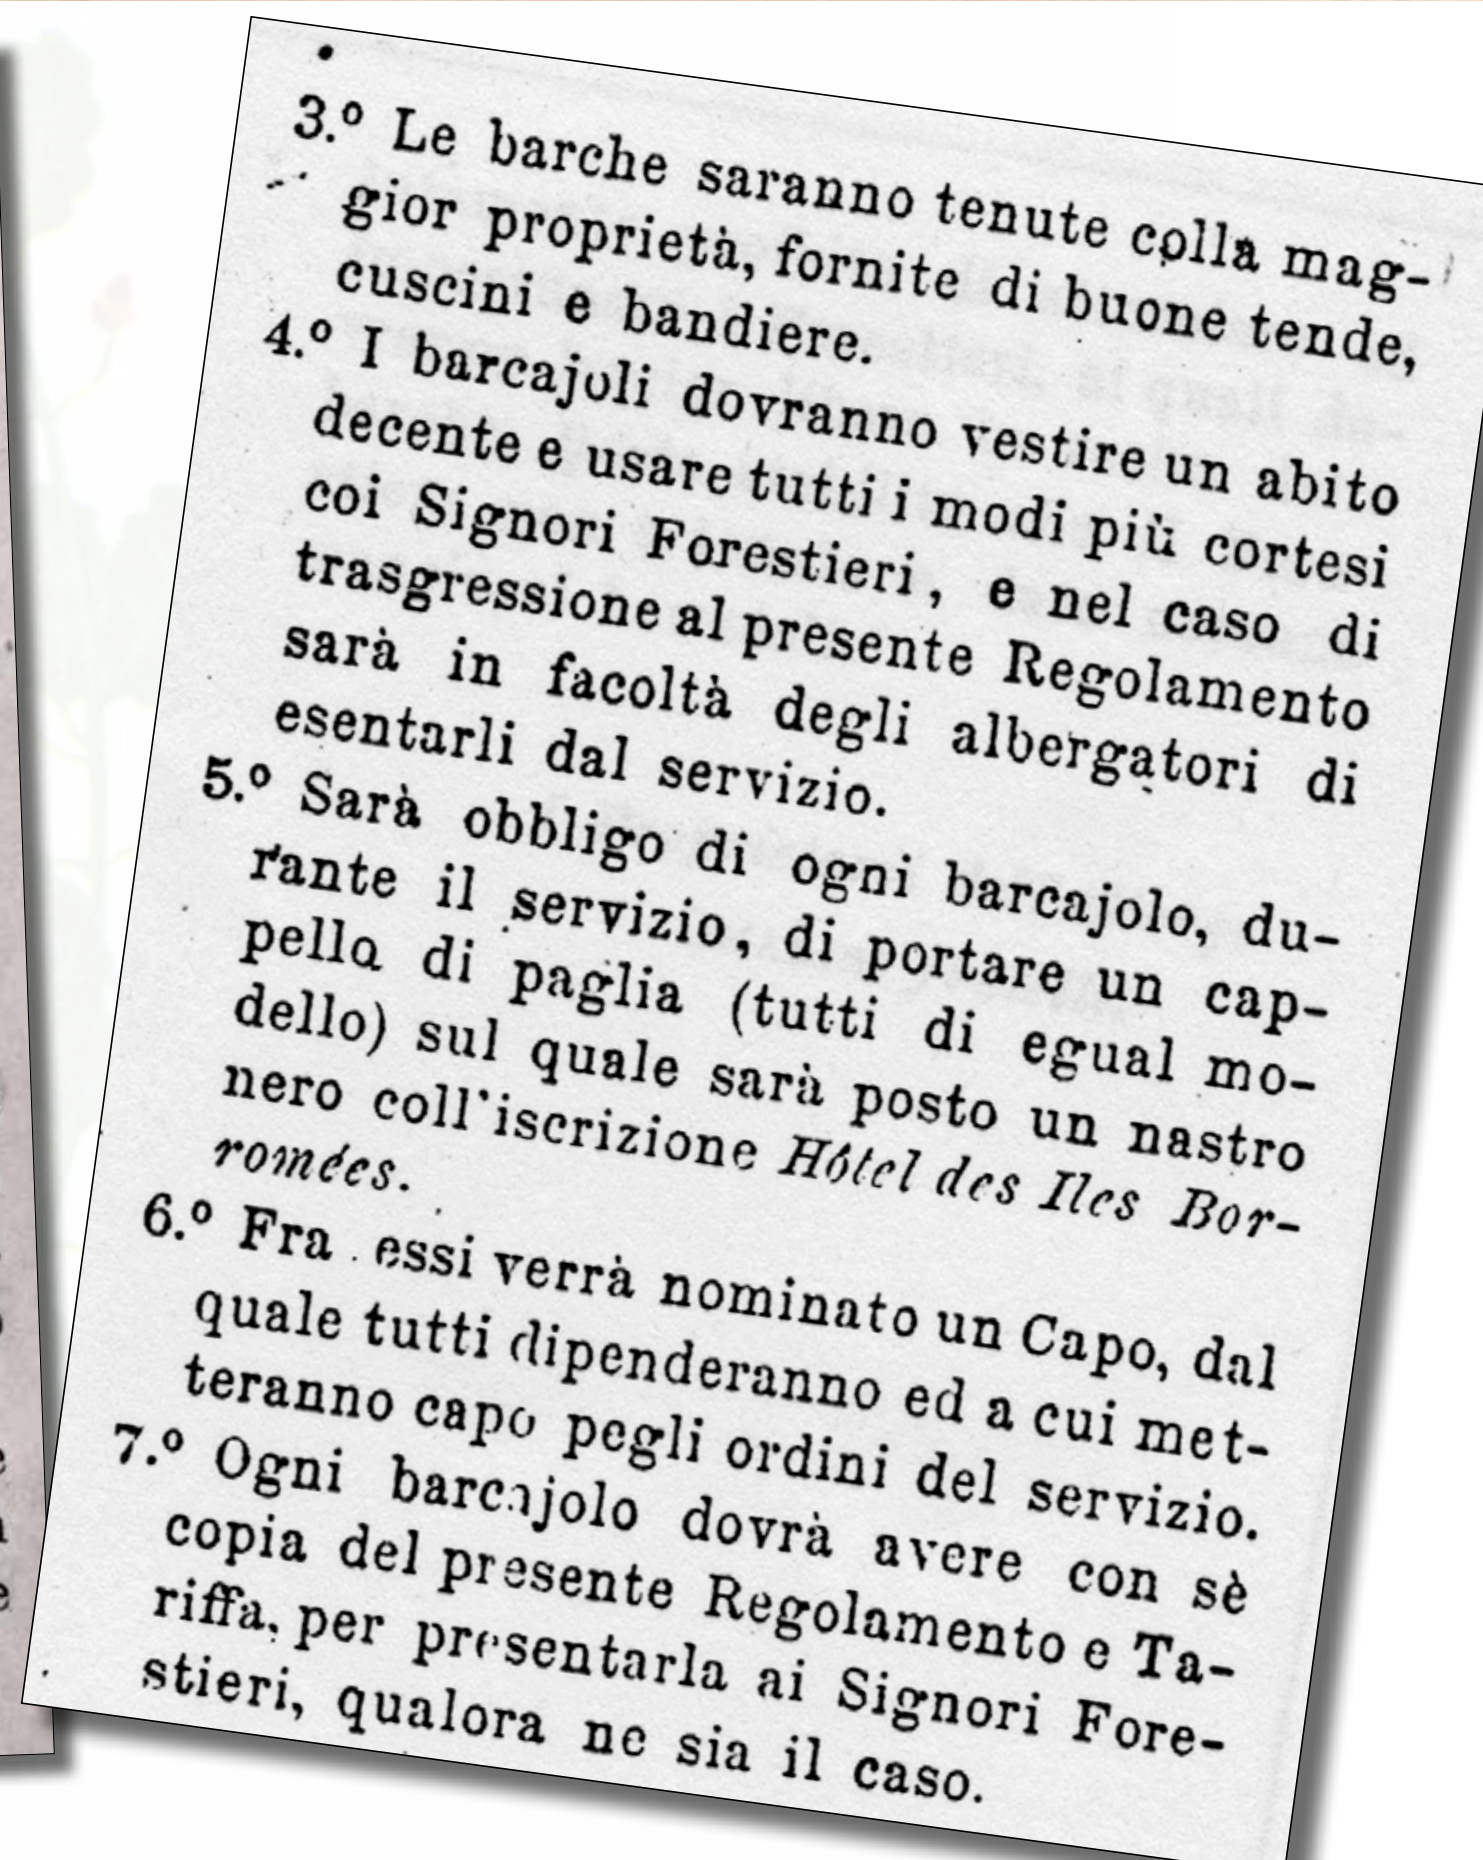 3.º Le barche saranno tenute colla mag-
gior proprietà, fornite di buone tende,
cuscini e bandiere.
4.º I barcajoli dovranno vestire un abito
decente e usare tutti i modi più cortesi
coi Signori Forestieri, e nel caso di
trasgressione al presente Regolamento
sarà in facoltà degli albergatori di
esentarli dal servizio.
5.º Sarà obbligo di ogni barcajolo, du-
rante il servizio, di portare un cap-
pello di paglia (tutti di egual mo-
dello) sul quale sarà posto un nastro
nero coll'iscrizione Hôtel des Iles Bor-
romées.
6.º Fra essi verrà nominato un Capo, dal
quale tutti dipenderanno ed a cui met-
teranno capo pegli ordini del servizio.
7.º Ogni barcajolo dovrà avere con sè
copia del presente Regolamento e Ta-
riffa, per presentarla ai Signori Fore-
stieri, qualora ne sia il caso.